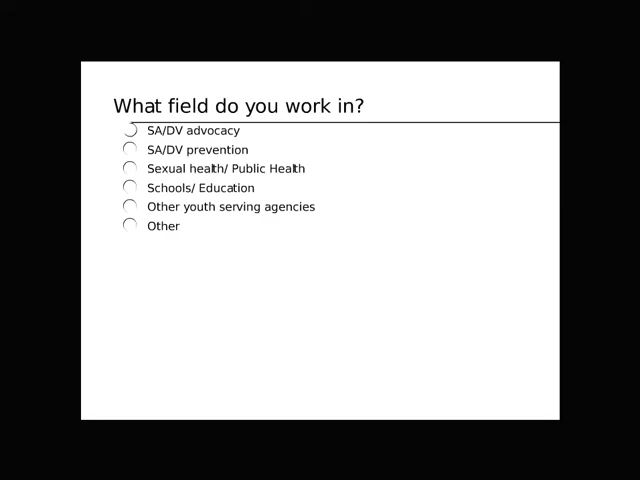 What field do you work in?
SA/DV advocacy
SA/DV prevention
Sexual health/ Public Health
Schools/ Education
Other youth serving agencies
Other